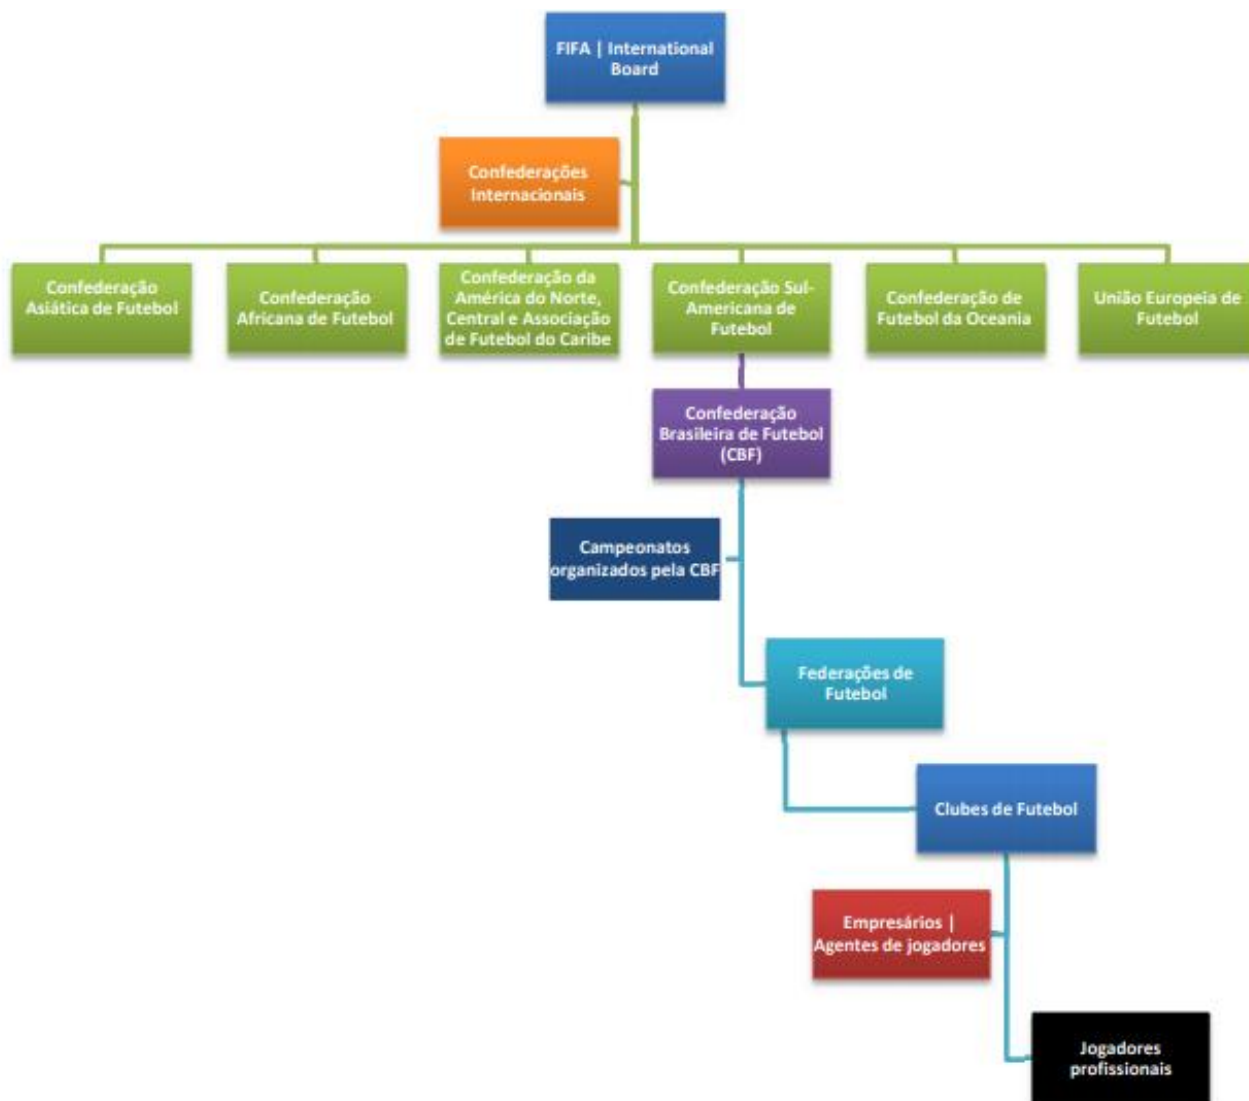 FIFA | International
Board
Confederações
Internacionais
Confederação
Asiática de Futebol
Confederação
Africana de Futebol
Confederação da
América do Norte,
Central e Associação
de Futebol do Caribe
Confederação Sul-
Americana de
Futebol
Confederação de
Futebol da Oceania
União Europeia de
Futebol
Confederação
Brasileira de Futebol
(CBF)
Campeonatos
organizados pela CBF
Federações de
Futebol
Clubes de Futebol
Empresários |
Agentes de jogadores
Jogadores
profissionais